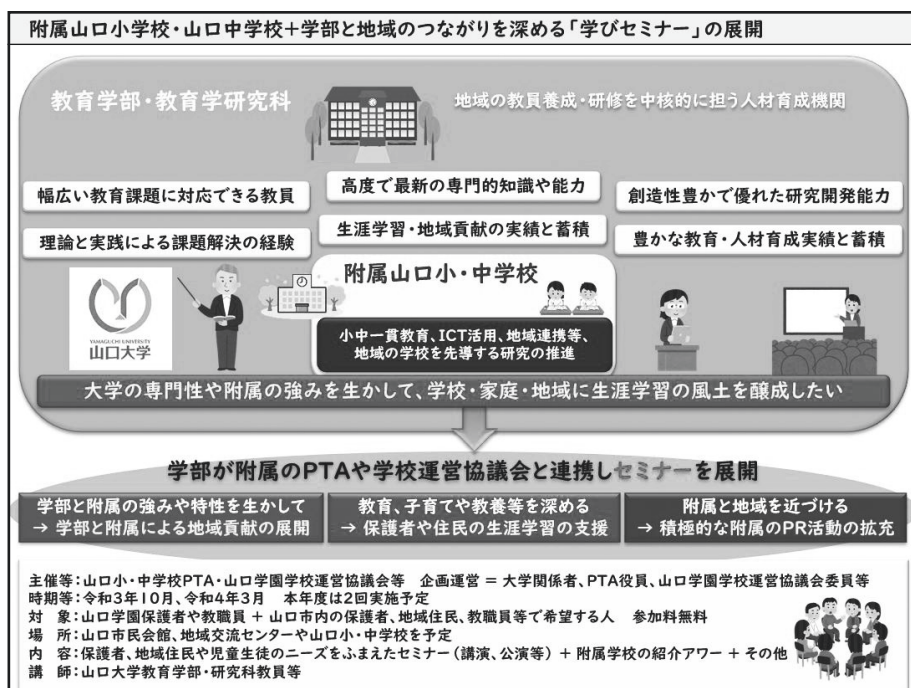 附属山口小学校・山口中学校+学部と地域のつながりを深める「学びセミナー」の展開
教育学部・教育学研究科
地域の教員養成・研修を中核的に担う人材育成機関
幅広い教育課題に対応できる教員
高度で最新の専門的知識や能力
創造性豊かで優れた研究開発能力
理論と実践による課題解決の経験
生涯学習・地域貢献の実績と蓄積
豊かな教育・人材育成実績と蓄積
YAMAGUCHI UNIVERSITY
山口大学
附属山口小・中学校
小中一貫教育、ICT活用、地域連携等、
地域の学校を先導する研究の推進
大学の専門性や附属の強みを生かして、学校・家庭・地域に生涯学習の風土を醸成したい
学部が附属のPTAや学校運営協議会と連携しセミナーを展開
学部と附属の強みや特性を生かして
→ 学部と附属による地域貢献の展開
教育、子育てや教養等を深める
→ 保護者や住民の生涯学習の支援
附属と地域を近づける
→ 積極的な附属のPR活動の拡充
主催等:山口小・中学校PTA・山口学園学校運営協議会等 企画運営 = 大学関係者、PTA役員、山口学園学校運営協議会委員等
時期等:令和3年10月、令和4年3月 本年度は2回実施予定
対 象:山口学園保護者や教職員 + 山口市内の保護者、地域住民、教職員等で希望する人 参加料無料
場 所:山口市民会館、地域交流センターや山口小・中学校を予定
内 容:保護者、地域住民や児童生徒のニーズをふまえたセミナー(講演、公演等) + 附属学校の紹介アワー + その他
講 師:山口大学教育学部・研究科教員等